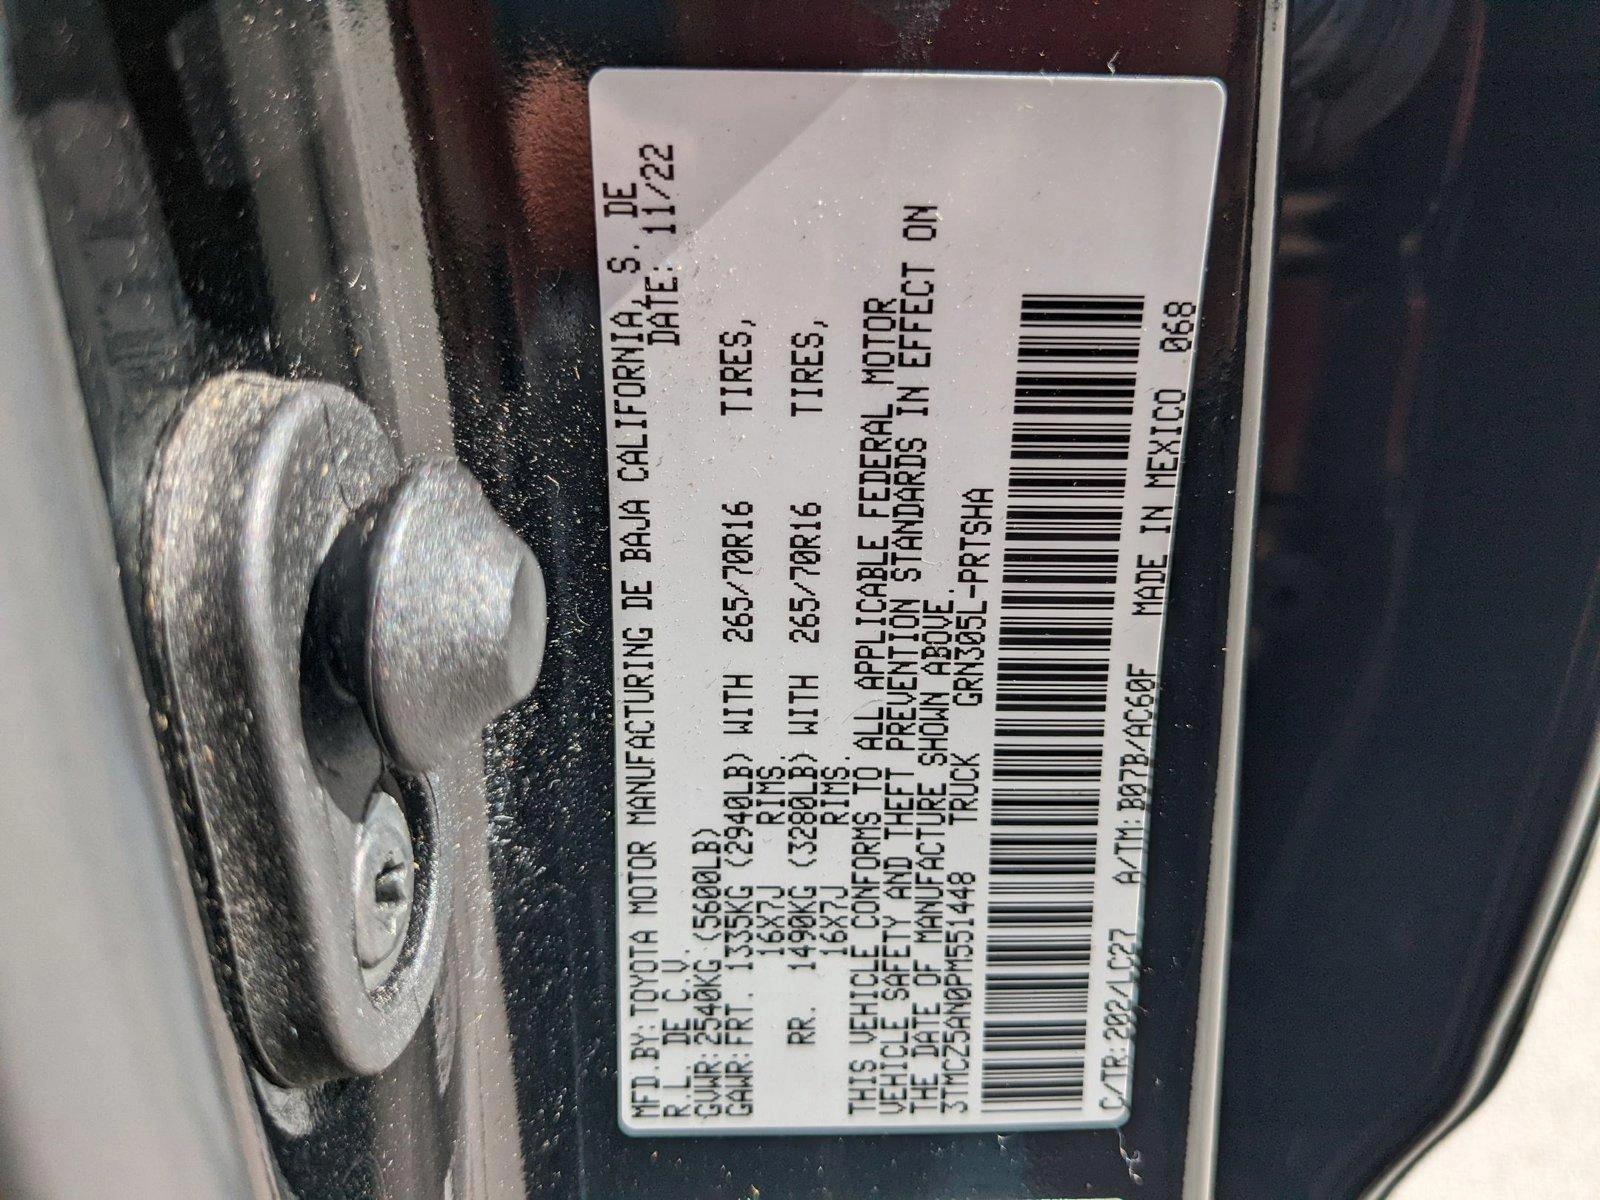 MFD.BY:TOYOTA MOTOR MANUFACTURING DE BAJA CALIFORNIA, S. DE
R.L. DE C.V. DATE: 11/22
GVWR:2540KG (5600LB)
GAWR:FRT. 1335KG (2940LB) WITH 265/70R16 TIRES,
16X7J RIMS.
RR. 1490KG (3280LB) WITH 265/70R16 TIRES,
16X7J RIMS.
THIS VEHICLE CONFORMS TO ALL APPLICABLE FEDERAL MOTOR
VEHICLE SAFETY AND THEFT PREVENTION STANDARDS IN EFFECT ON
THE DATE OF MANUFACTURE SHOWN ABOVE.
3TMCZ5AN0PM551448 TRUCK GRN305L-PRTSHA
C/TR:202/LC27 A/TM:B07B/AC60F MADE IN MEXICO 068